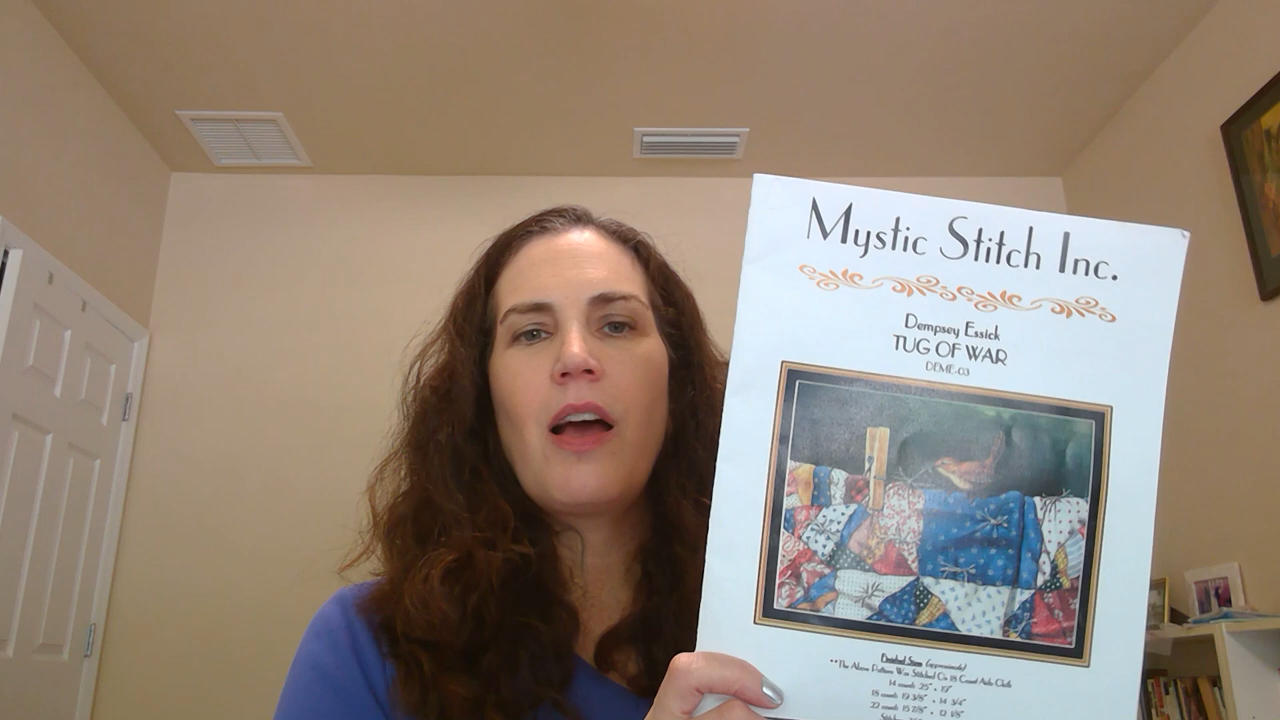 Mystic Stitch Inc.
Dempsey Essick
TUG OF WAR
DEME-03
Finished Sizes (approximate)
**The Above Pattern Was Stitched On 18 Count Aida Cloth
14 count: 25" x 19"
18 count: 19 3/8" x 14 3/4"
22 count: 15 7/8" x 12 1/8"